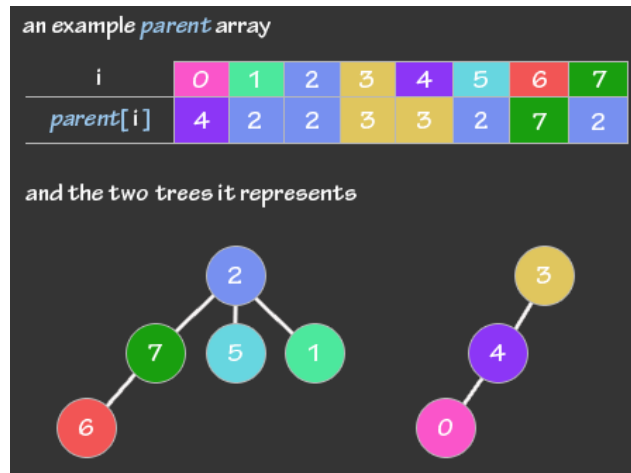 an example parent array
i 0 1 2 3 4 5 6 7
parent[i] 4 2 2 3 3 2 7 2
and the two trees it represents
2 3
7 5 1 4
6 0